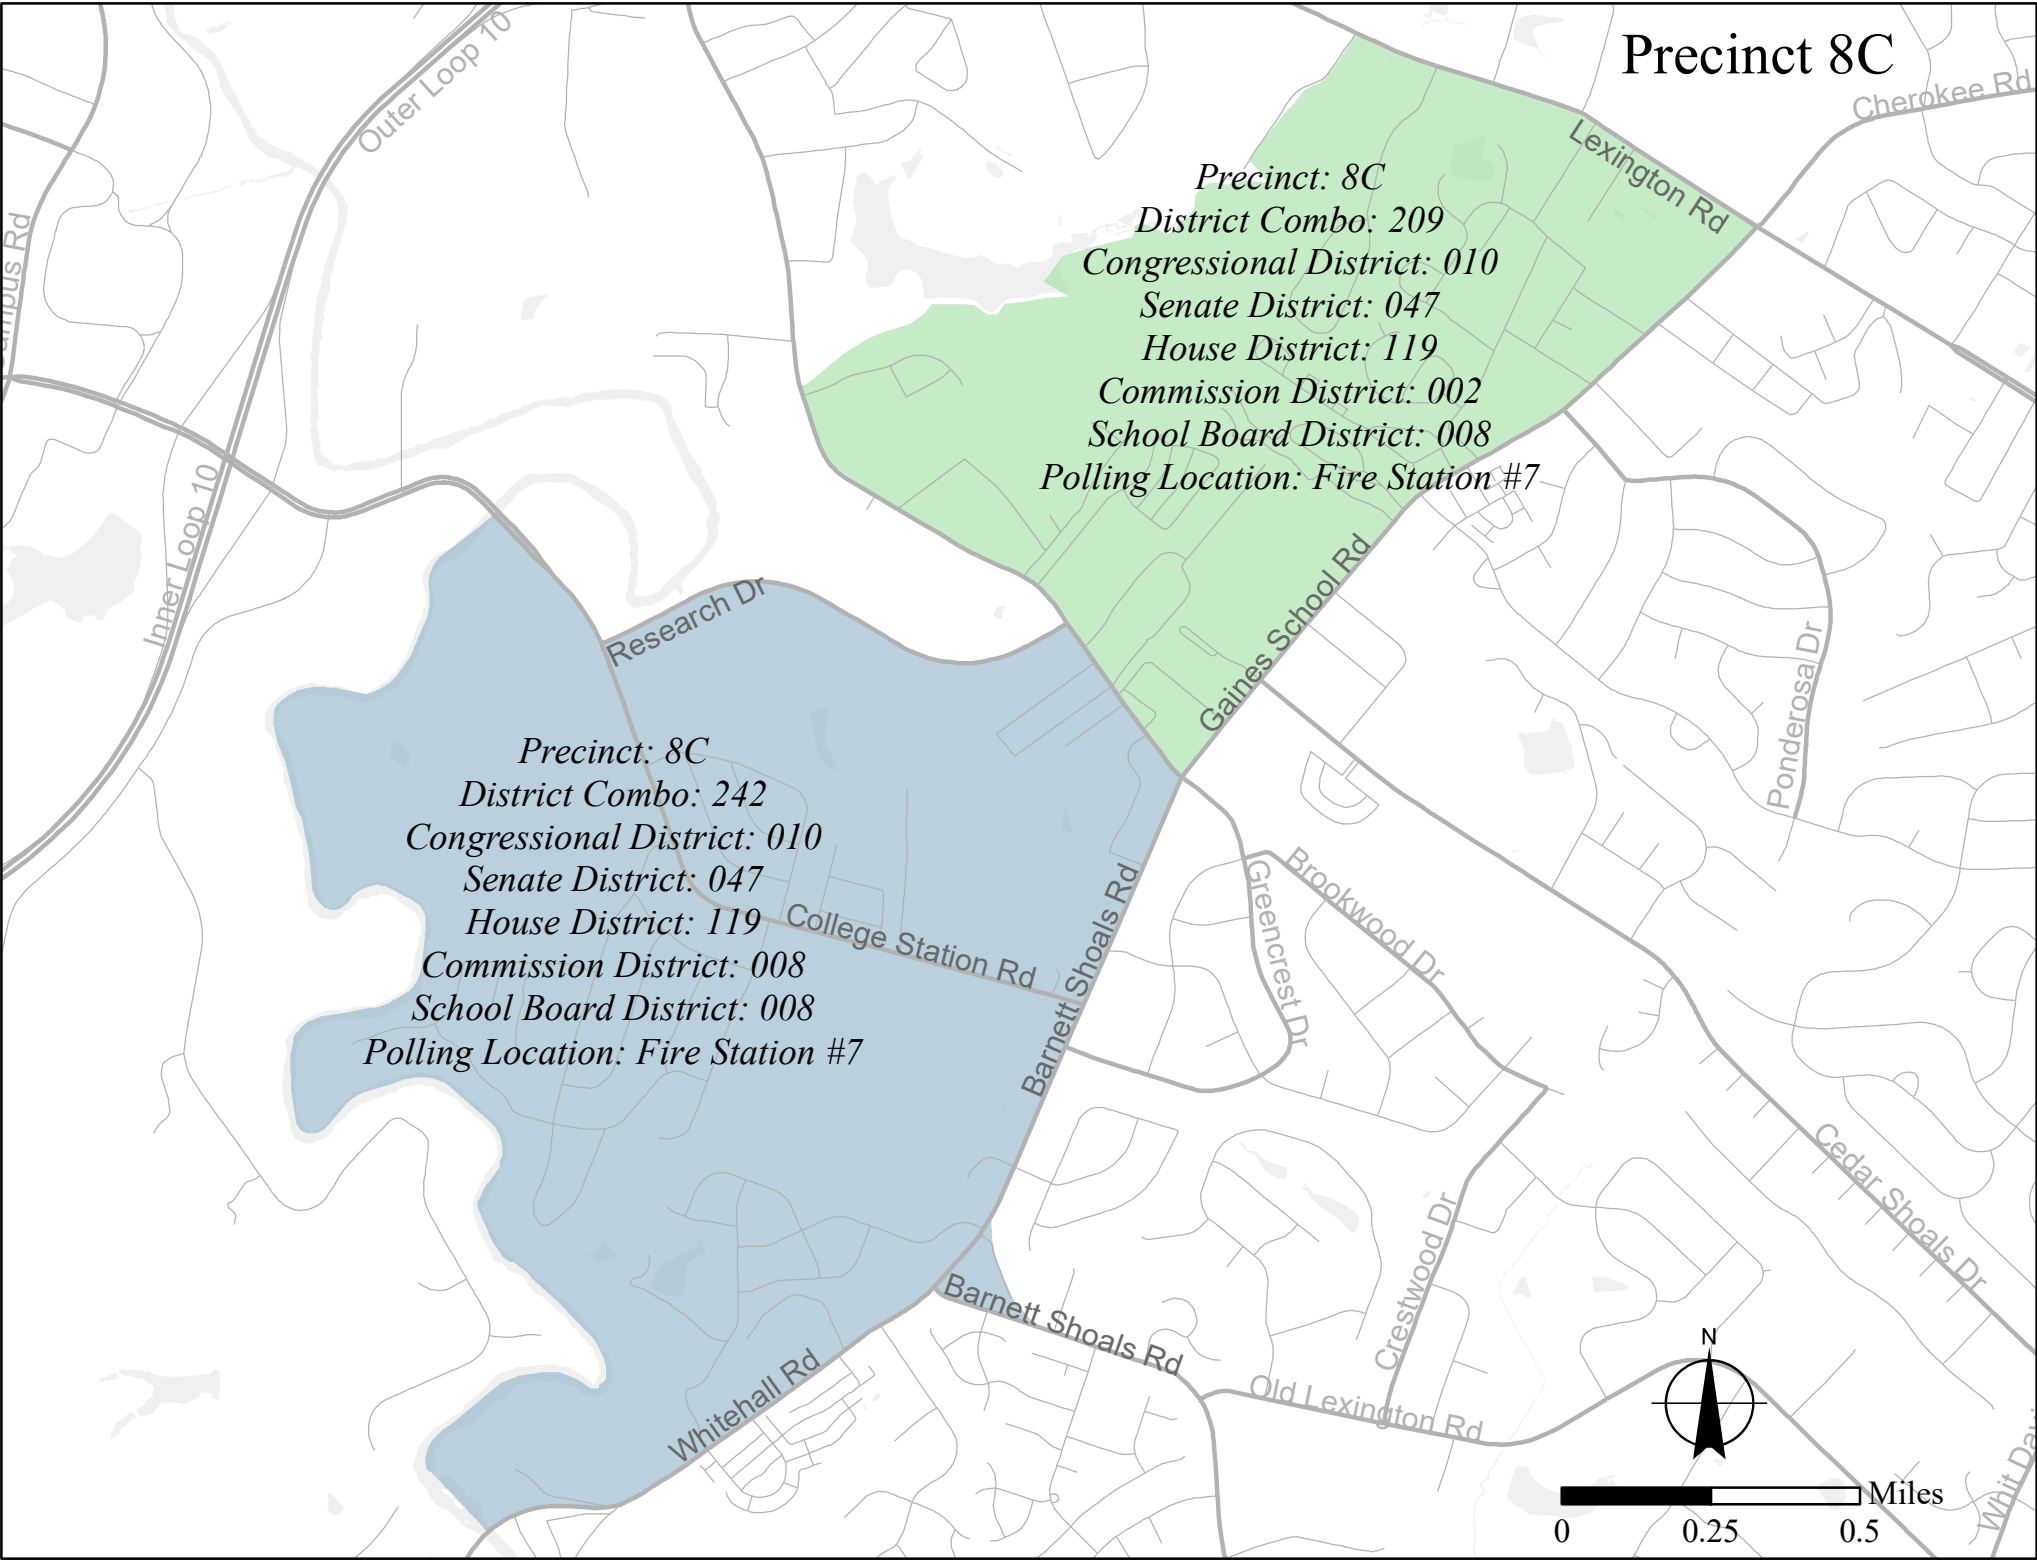 Precinct 8C
Outer Loop 10
Cherokee Rd
Lexington Rd
Precinct: 8C
District Combo: 209
Congressional District: 010
Senate District: 047
House District: 119
Commission District: 002
School Board District: 008
Polling Location: Fire Station #7
Inner Loop 10
Research Dr
Gaines School Rd
Ponderosa Dr
Precinct: 8C
District Combo: 242
Congressional District: 010
Senate District: 047
House District: 119
Commission District: 008
School Board District: 008
Polling Location: Fire Station #7
College Station Rd
Barnett Shoals Rd
Greencrest Dr
Brookwood Dr
Cedar Shoals Dr
Crestwood Dr
Barnett Shoals Rd
Whitehall Rd
Old Lexington Rd
Whit Davi
N
Miles
0 0.25 0.5